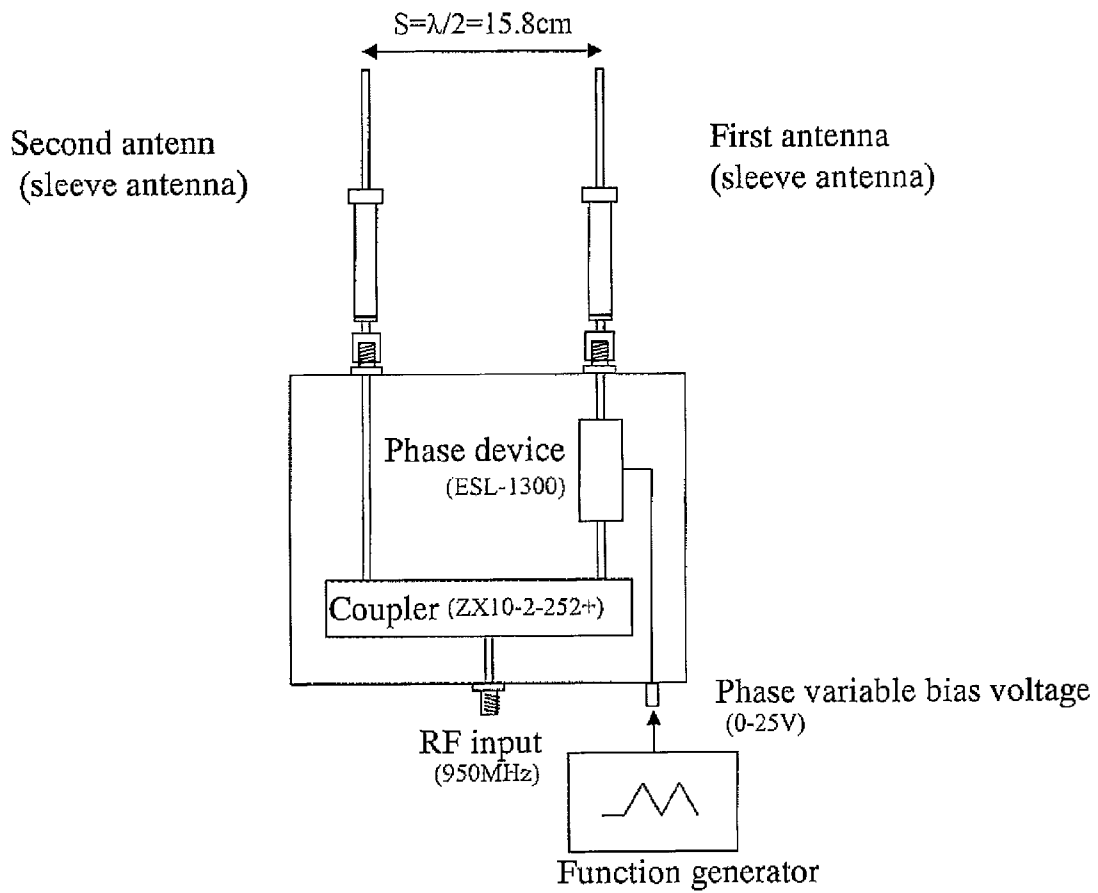 S=λ/2=15.8cm
Second antenn
(sleeve antenna)
First antenna
(sleeve antenna)
Phase device
(ESL-1300)
Coupler (ZX10-2-252+)
RF input
(950MHz)
Phase variable bias voltage
(0-25V)
Function generator